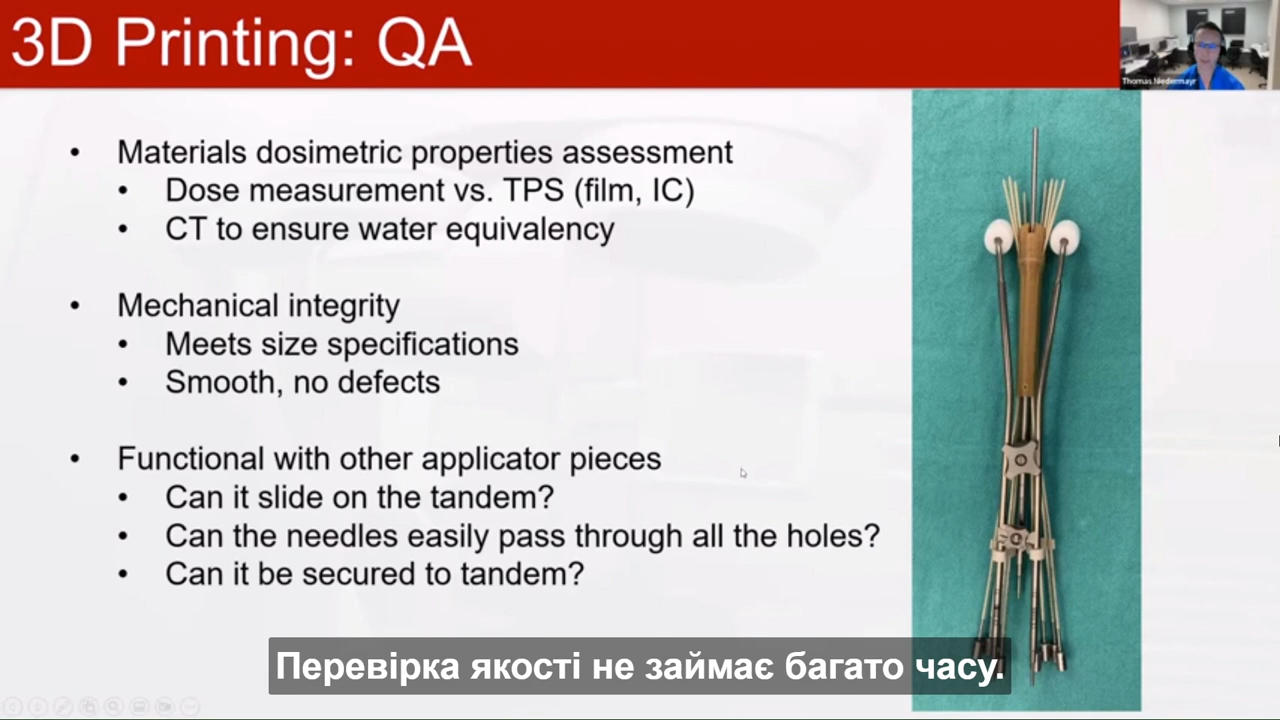 3D Printing: QA
Thomas Niedermayr
• Materials dosimetric properties assessment
• Dose measurement vs. TPS (film, IC)
• CT to ensure water equivalency
• Mechanical integrity
• Meets size specifications
• Smooth, no defects
• Functional with other applicator pieces
• Can it slide on the tandem?
• Can the needles easily pass through all the holes?
• Can it be secured to tandem?
Перевірка якості не займає багато часу.